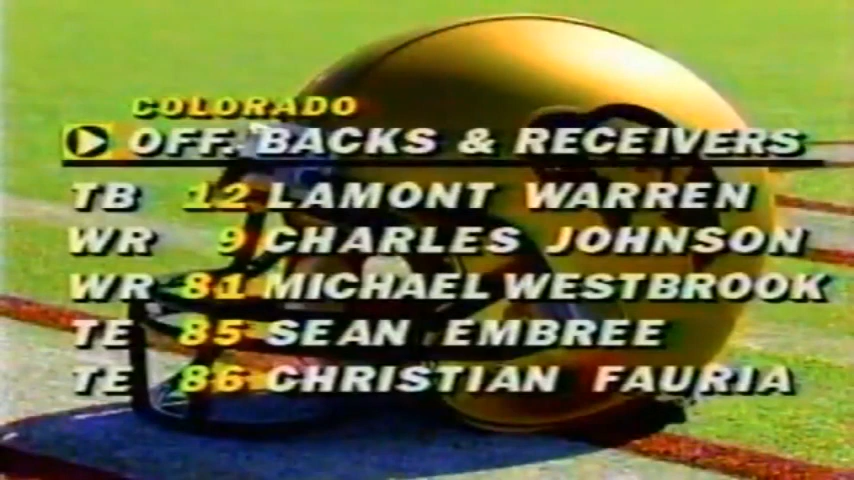 COLORADO
OFF. BACKS & RECEIVERS
TB 12 LAMONT WARREN
WR 9 CHARLES JOHNSON
WR 81 MICHAEL WESTBROOK
TE 85 SEAN EMBREE
TE 86 CHRISTIAN FAURIA